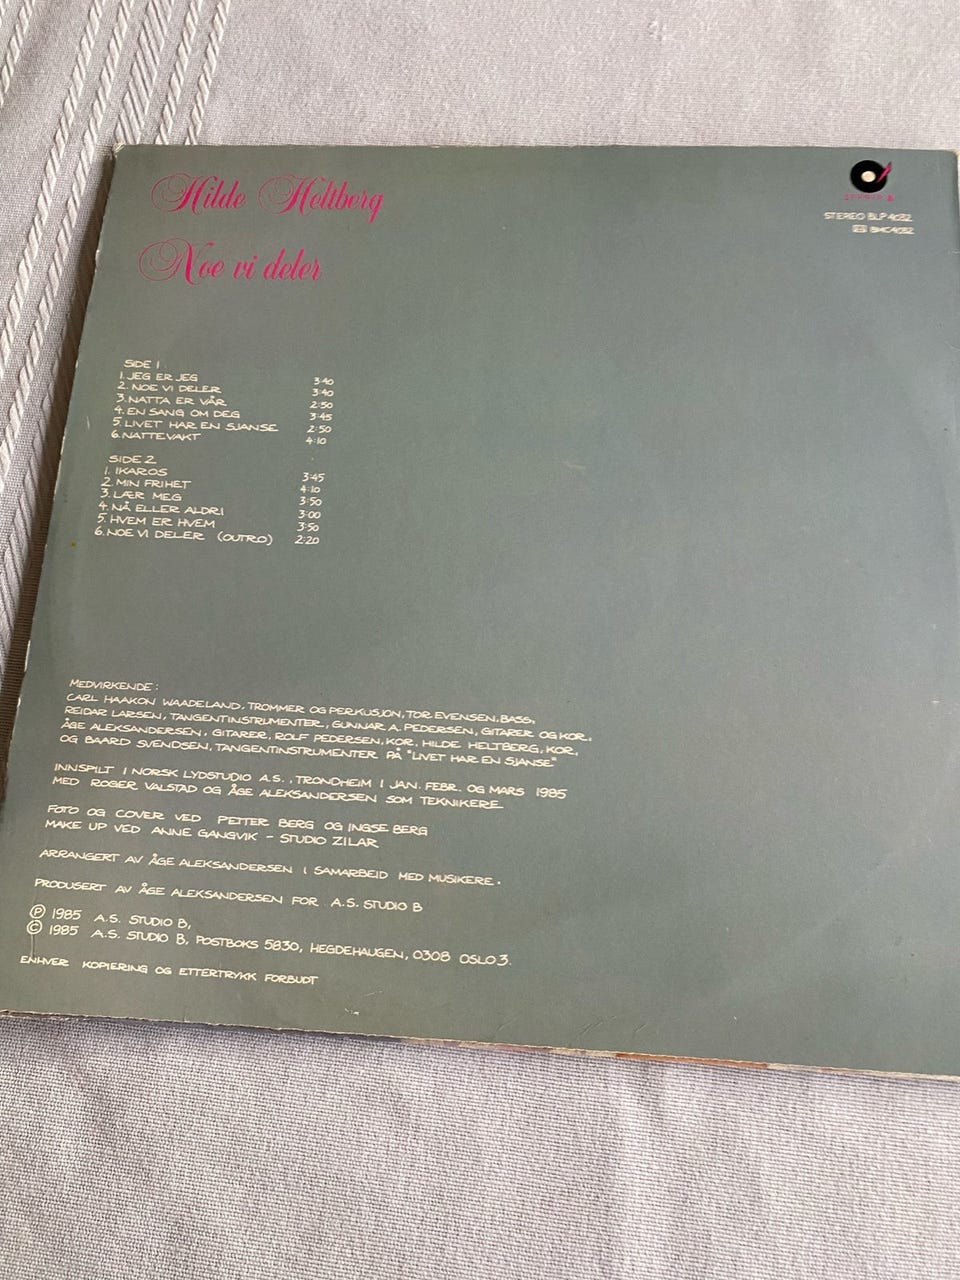 Hilde Heltberg
Noe vi deler
STEREO BLP 4032
BMC 4032
SIDE 1
1. JEG ER JEG 3:40
2. NOE VI DELER 3:40
3. NATTA ER VÅR 2:50
4. EN SANG OM DEG 3:45
5. LIVET HAR EN SJANSE 2:50
6. NATTEVAKT 4:10
SIDE 2
1. IKAROS 3:45
2. MIN FRIHET 4:10
3. LÆR MEG 3:50
4. NÅ ELLER ALDRI 3:00
5. HVEM ER HVEM 3:50
6. NOE VI DELER (OUTRO) 2:20
MEDVIRKENDE:
CARL HAAKON WAADELAND, TROMMER OG PERKUSJON, TOR EVENSEN, BASS,
REIDAR LARSEN, TANGENTINSTRUMENTER, GUNNAR A. PEDERSEN, GITARER OG KOR,
ÅGE ALEKSANDERSEN, GITARER, ROLF PEDERSEN, KOR, HILDE HELTBERG, KOR,
OG BAARD SVENDSEN, TANGENTINSTRUMENTER PÅ "LIVET HAR EN SJANSE"
INNSPILT I NORSK LYDSTUDIO A.S., TRONDHEIM I JAN. FEBR. OG MARS 1985
MED ROGER VALSTAD OG ÅGE ALEKSANDERSEN SOM TEKNIKERE
FOTO OG COVER VED PETTER BERG OG INGSE BERG
MAKE UP VED ANNE GANGVIK - STUDIO ZILAR
ARRANGERT AV ÅGE ALEKSANDERSEN I SAMARBEID MED MUSIKERE.
PRODUSERT AV ÅGE ALEKSANDERSEN FOR A.S. STUDIO B
Ⓟ 1985 A.S. STUDIO B,
© 1985 A.S. STUDIO B, POSTBOKS 5830, HEGDEHAUGEN, 0308 OSLO 3.
ENHVER KOPIERING OG ETTERTRYKK FORBUDT